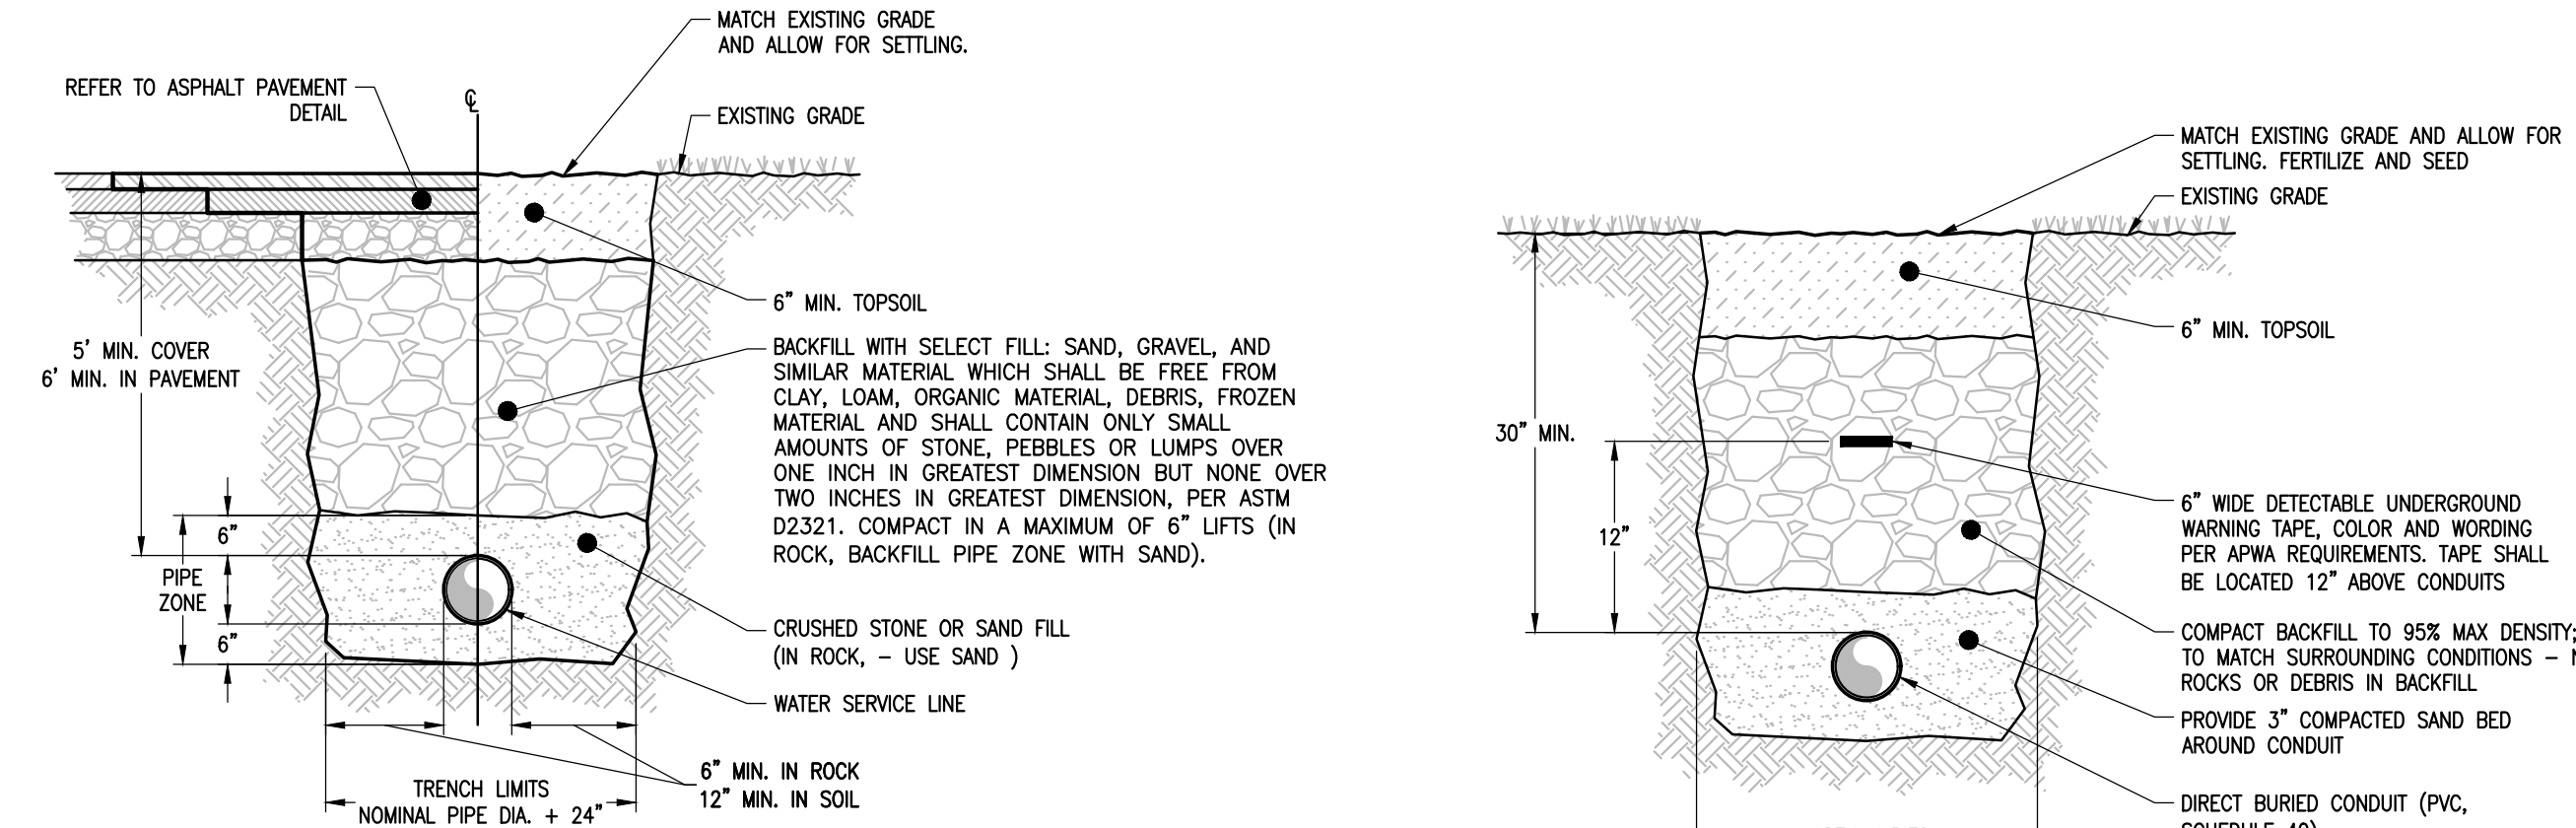 MATCH EXISTING GRADE
AND ALLOW FOR SETTLING.
REFER TO ASPHALT PAVEMENT
DETAIL
℄
EXISTING GRADE
6" MIN. TOPSOIL
BACKFILL WITH SELECT FILL: SAND, GRAVEL, AND
SIMILAR MATERIAL WHICH SHALL BE FREE FROM
CLAY, LOAM, ORGANIC MATERIAL, DEBRIS, FROZEN
MATERIAL AND SHALL CONTAIN ONLY SMALL
AMOUNTS OF STONE, PEBBLES OR LUMPS OVER
ONE INCH IN GREATEST DIMENSION BUT NONE OVER
TWO INCHES IN GREATEST DIMENSION, PER ASTM
D2321. COMPACT IN A MAXIMUM OF 6" LIFTS (IN
ROCK, BACKFILL PIPE ZONE WITH SAND).
5' MIN. COVER
6' MIN. IN PAVEMENT
6"
PIPE
ZONE
6"
CRUSHED STONE OR SAND FILL
(IN ROCK, – USE SAND )
WATER SERVICE LINE
6" MIN. IN ROCK
12" MIN. IN SOIL
TRENCH LIMITS
NOMINAL PIPE DIA. + 24"
MATCH EXISTING GRADE AND ALLOW FOR
SETTLING. FERTILIZE AND SEED
EXISTING GRADE
6" MIN. TOPSOIL
30" MIN.
12"
6" WIDE DETECTABLE UNDERGROUND
WARNING TAPE, COLOR AND WORDING
PER APWA REQUIREMENTS. TAPE SHALL
BE LOCATED 12" ABOVE CONDUITS
COMPACT BACKFILL TO 95% MAX DENSITY;
TO MATCH SURROUNDING CONDITIONS –
ROCKS OR DEBRIS IN BACKFILL
PROVIDE 3" COMPACTED SAND BED
AROUND CONDUIT
DIRECT BURIED CONDUIT (PVC,
SCHEDULE 40)